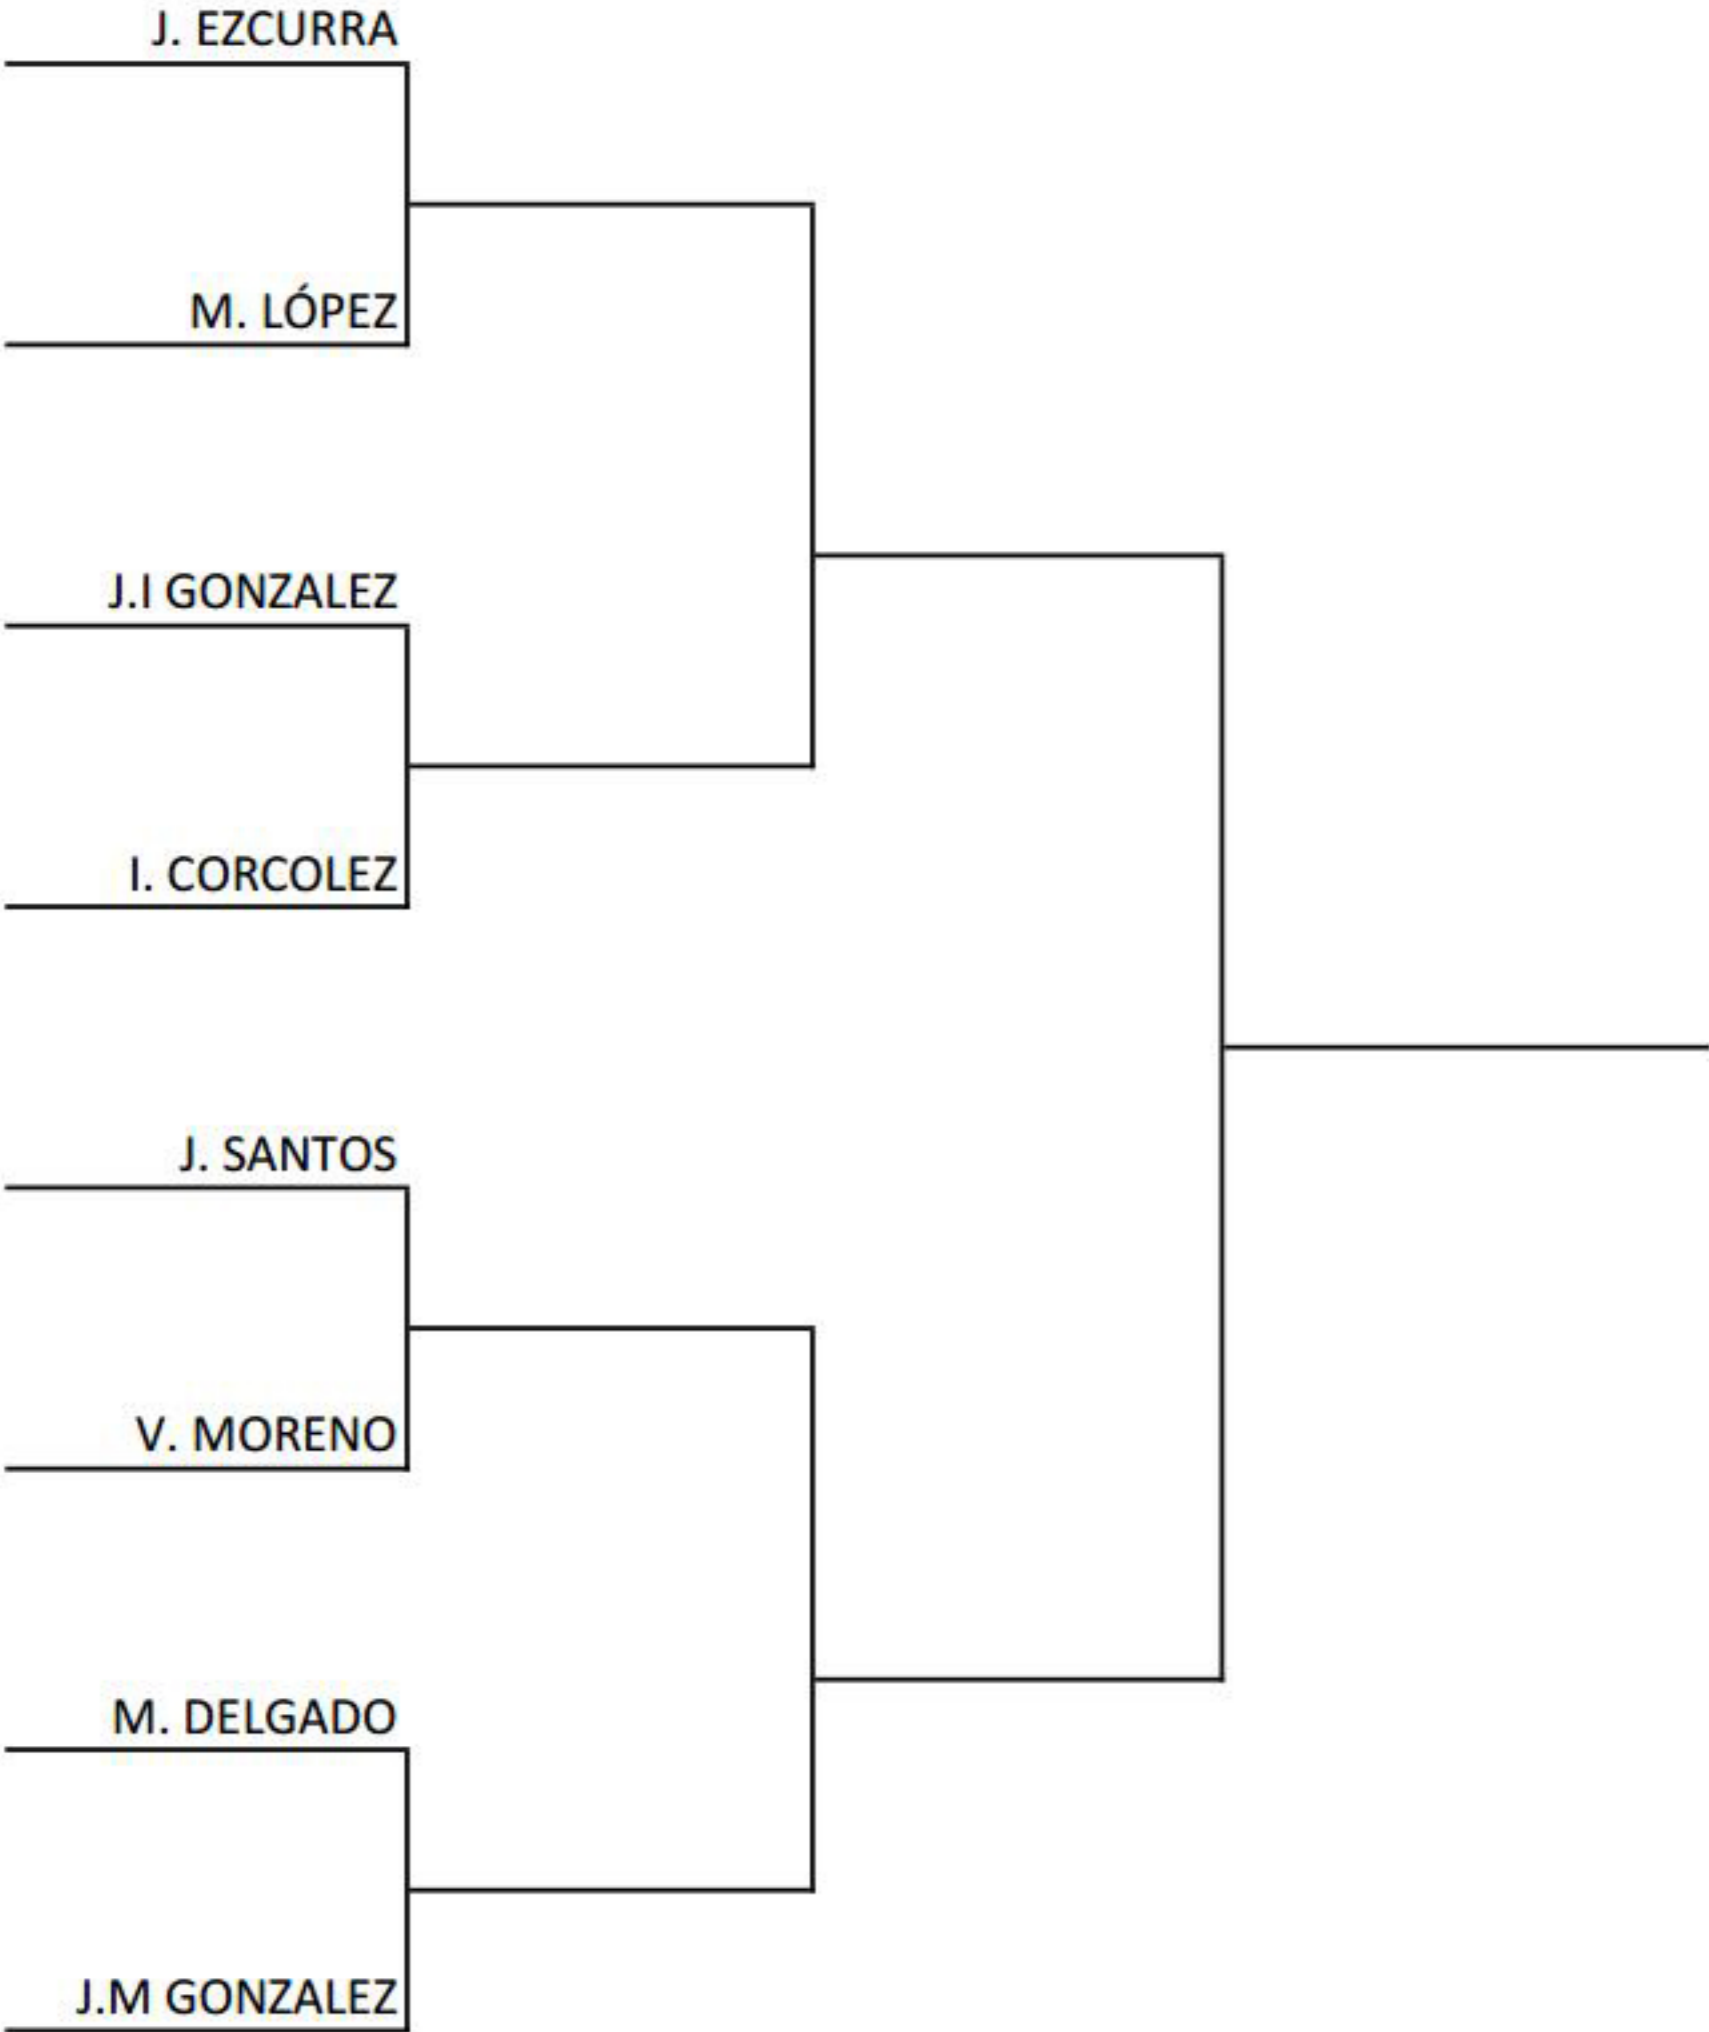 J. EZCURRA
M. LÓPEZ
J.I GONZALEZ
I. CORCOLEZ
J. SANTOS
V. MORENO
M. DELGADO
J.M GONZALEZ